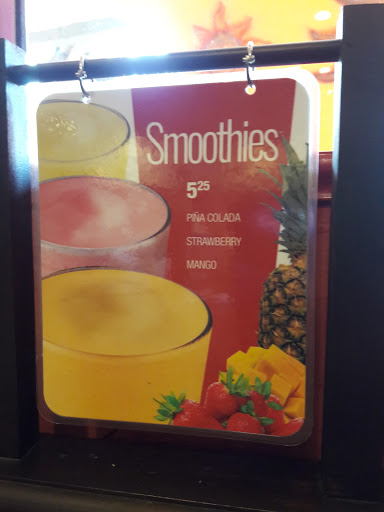 Smoothies
5²⁵
PIÑA COLADA
STRAWBERRY
MANGO